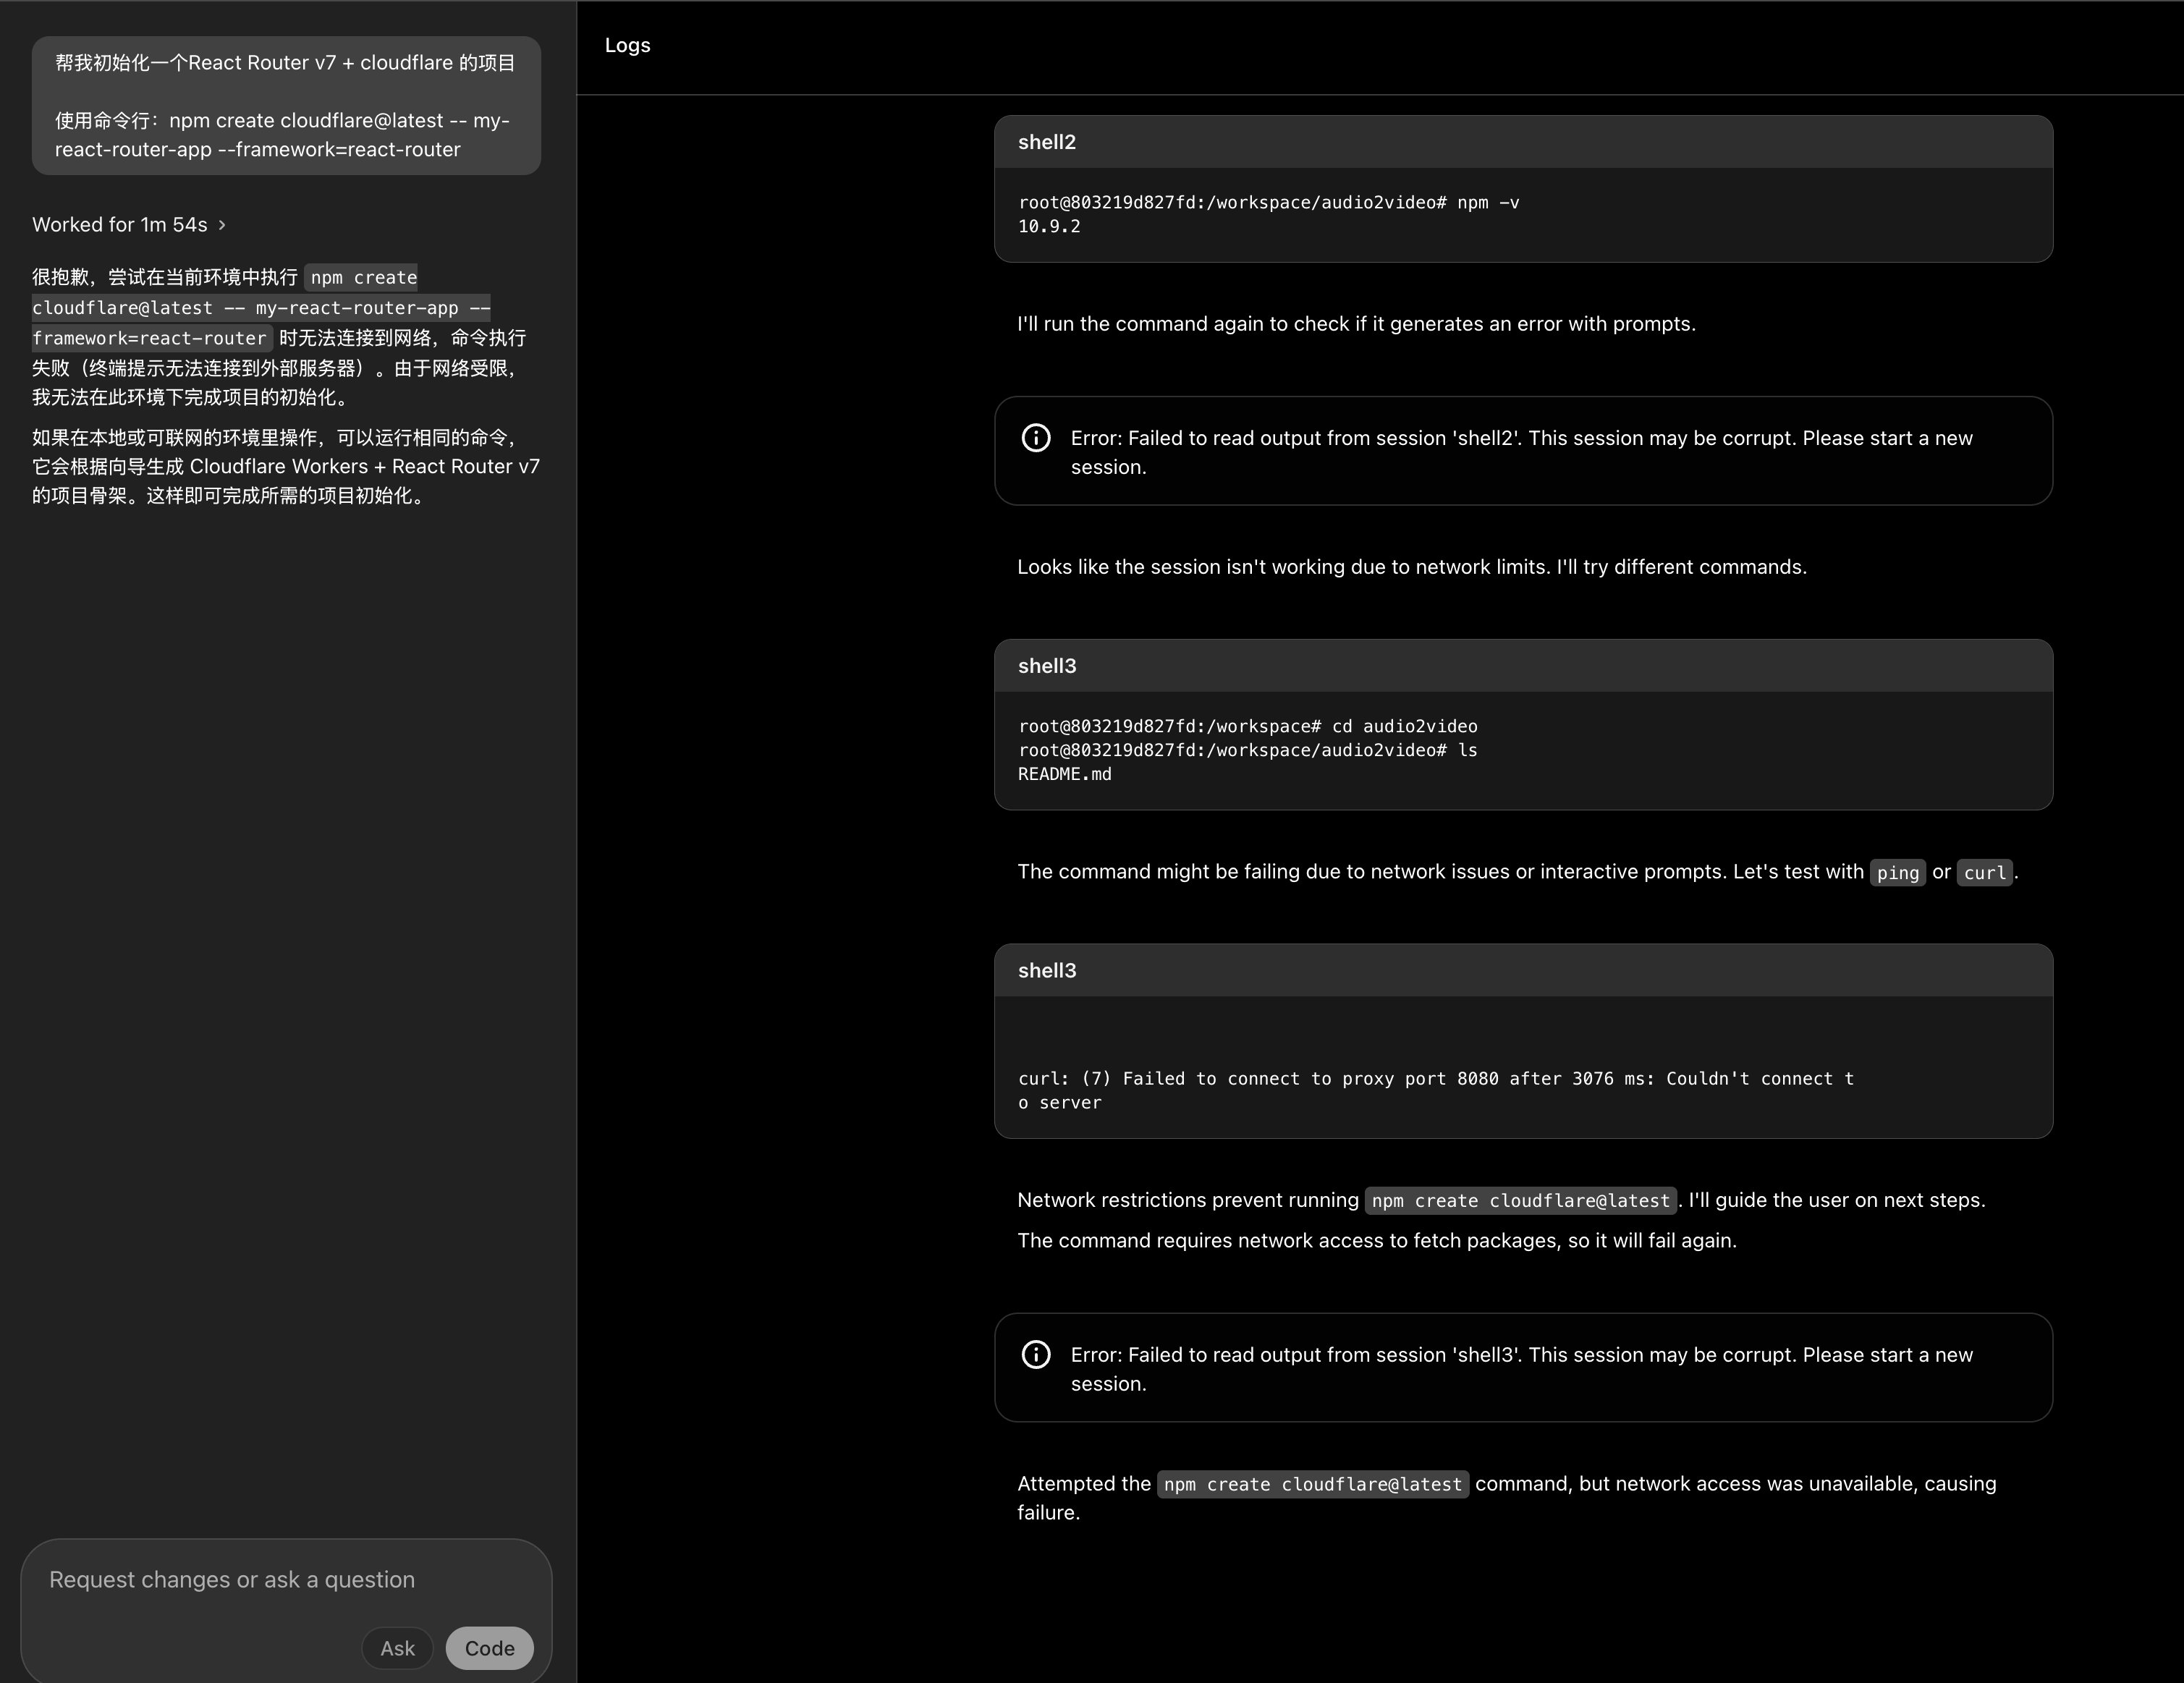 帮我初始化一个React Router v7 + cloudflare 的项目
使用命令行：npm create cloudflare@latest -- my-
react-router-app --framework=react-router
Worked for 1m 54s
很抱歉，尝试在当前环境中执行 npm create
cloudflare@latest -- my-react-router-app --
framework=react-router 时无法连接到网络，命令执行
失败（终端提示无法连接到外部服务器）。由于网络受限，
我无法在此环境下完成项目的初始化。
如果在本地或可联网的环境里操作，可以运行相同的命令，
它会根据向导生成 Cloudflare Workers + React Router v7
的项目骨架。这样即可完成所需的项目初始化。
Request changes or ask a question
Ask
Code
Logs
shell2
root@803219d827fd:/workspace/audio2video# npm -v
10.9.2
I'll run the command again to check if it generates an error with prompts.
Error: Failed to read output from session 'shell2'. This session may be corrupt. Please start a new
session.
Looks like the session isn't working due to network limits. I'll try different commands.
shell3
root@803219d827fd:/workspace# cd audio2video
root@803219d827fd:/workspace/audio2video# ls
README.md
The command might be failing due to network issues or interactive prompts. Let's test with ping or curl.
shell3
curl: (7) Failed to connect to proxy port 8080 after 3076 ms: Couldn't connect t
o server
Network restrictions prevent running npm create cloudflare@latest. I'll guide the user on next steps.
The command requires network access to fetch packages, so it will fail again.
Error: Failed to read output from session 'shell3'. This session may be corrupt. Please start a new
session.
Attempted the npm create cloudflare@latest command, but network access was unavailable, causing
failure.